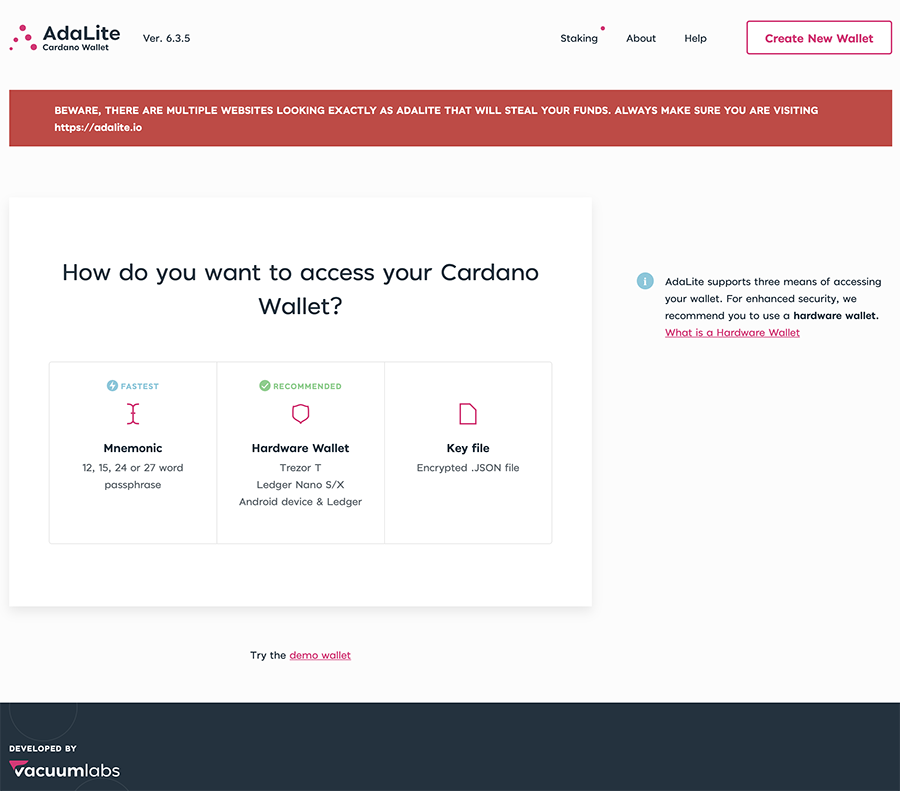 AdaLite
Cardano Wallet
Ver. 6.3.5
Staking
About
Help
Create New Wallet
BEWARE, THERE ARE MULTIPLE WEBSITES LOOKING EXACTLY AS ADALITE THAT WILL STEAL YOUR FUNDS. ALWAYS MAKE SURE YOU ARE VISITING
https://adalite.io
How do you want to access your Cardano
Wallet?
FASTEST
Mnemonic
12, 15, 24 or 27 word
passphrase
RECOMMENDED
Hardware Wallet
Trezor T
Ledger Nano S/X
Android device & Ledger
Key file
Encrypted .JSON file
AdaLite supports three means of accessing
your wallet. For enhanced security, we
recommend you to use a hardware wallet.
What is a Hardware Wallet
Try the demo wallet
DEVELOPED BY
vacuumlabs